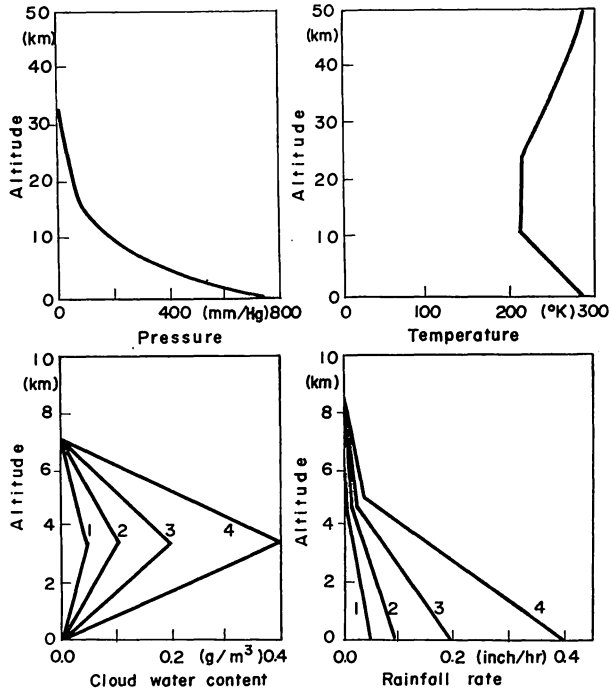 50
(km)
40
30
20
10
0
Altitude
0 400 (mm/Hg) 800
Pressure
50
(km)
40
30
20
10
0
Altitude
0 100 200 (°K) 300
Temperature
10
(km)
8
6
4
2
0
Altitude
1 2 3 4
0.0 0.2 (g/m³) 0.4
Cloud water content
10
(km)
8
6
4
2
0
Altitude
1 2 3 4
0.0 0.2 (inch/hr) 0.4
Rainfall rate